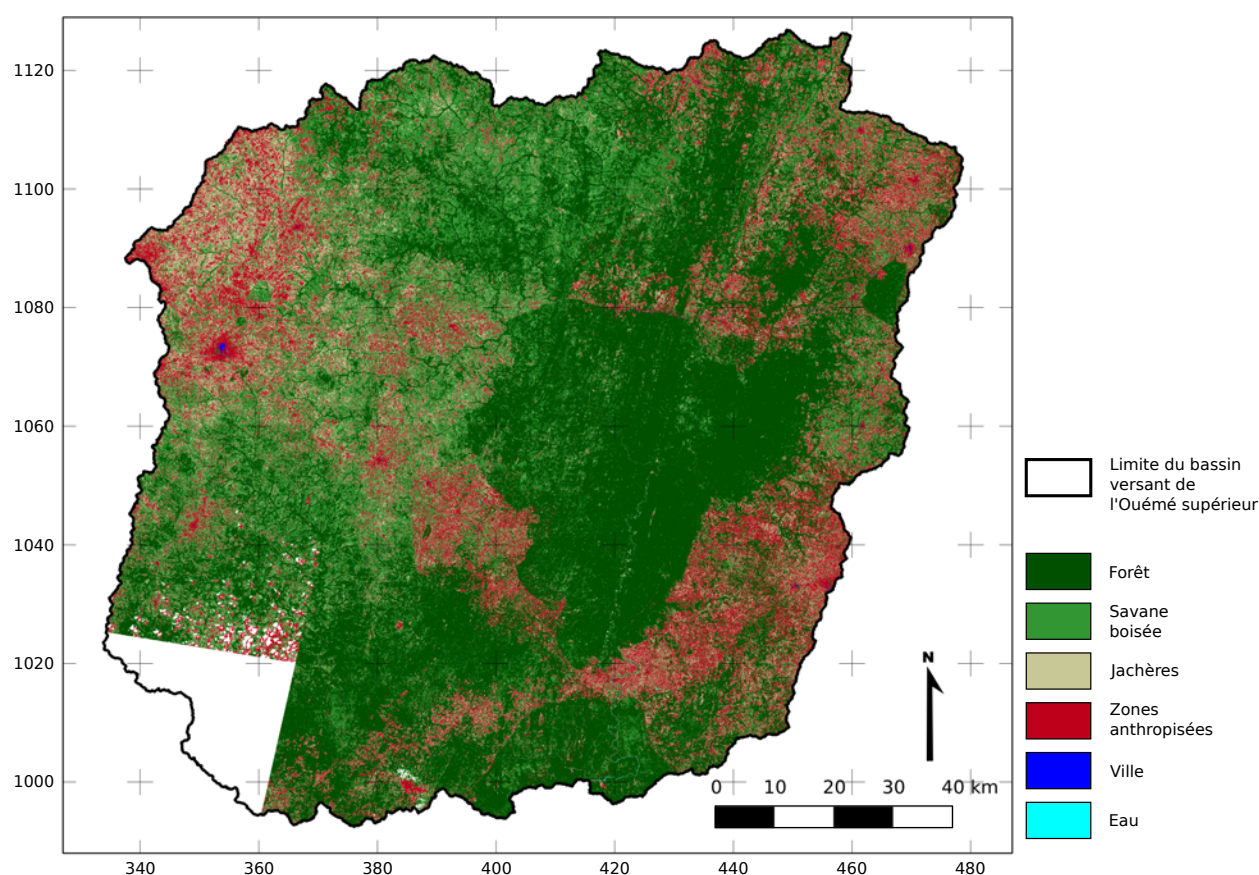 1120
1100
1080
1060
1040
1020
1000
340
360
380
400
420
440
460
480
N
0 10 20 30 40 km
Limite du bassin
versant de
l'Ouémé supérieur
Forêt
Savane
boisée
Jachères
Zones
anthropisées
Ville
Eau